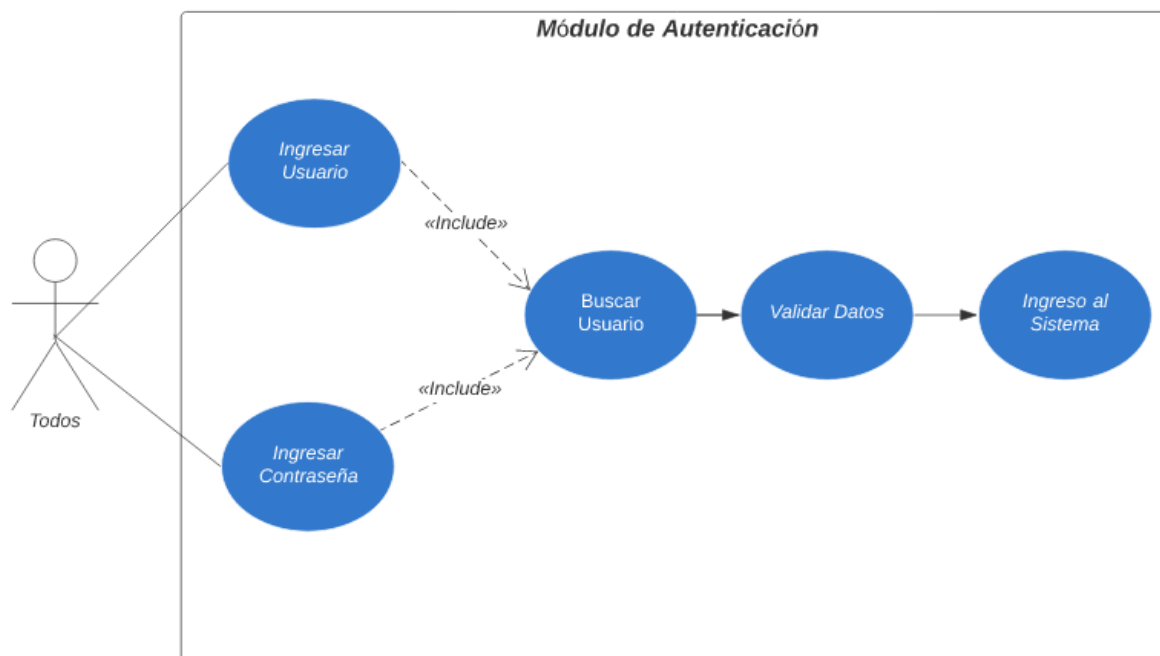 Módulo de Autenticación
Ingresar
Usuario
«Include»
Buscar
Usuario
Validar Datos
Ingreso al
Sistema
«Include»
Todos
Ingresar
Contraseña